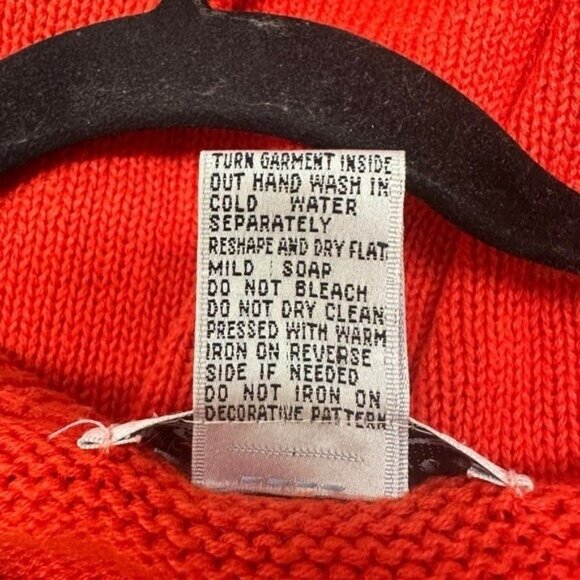 TURN GARMENT INSIDE
OUT HAND WASH IN
COLD WATER
SEPARATELY
RESHAPE AND DRY FLAT
MILD SOAP
DO NOT BLEACH
DO NOT DRY CLEAN
PRESSED WITH WARM
IRON ON REVERSE
SIDE IF NEEDED
DO NOT IRON ON
DECORATIVE PATTERN